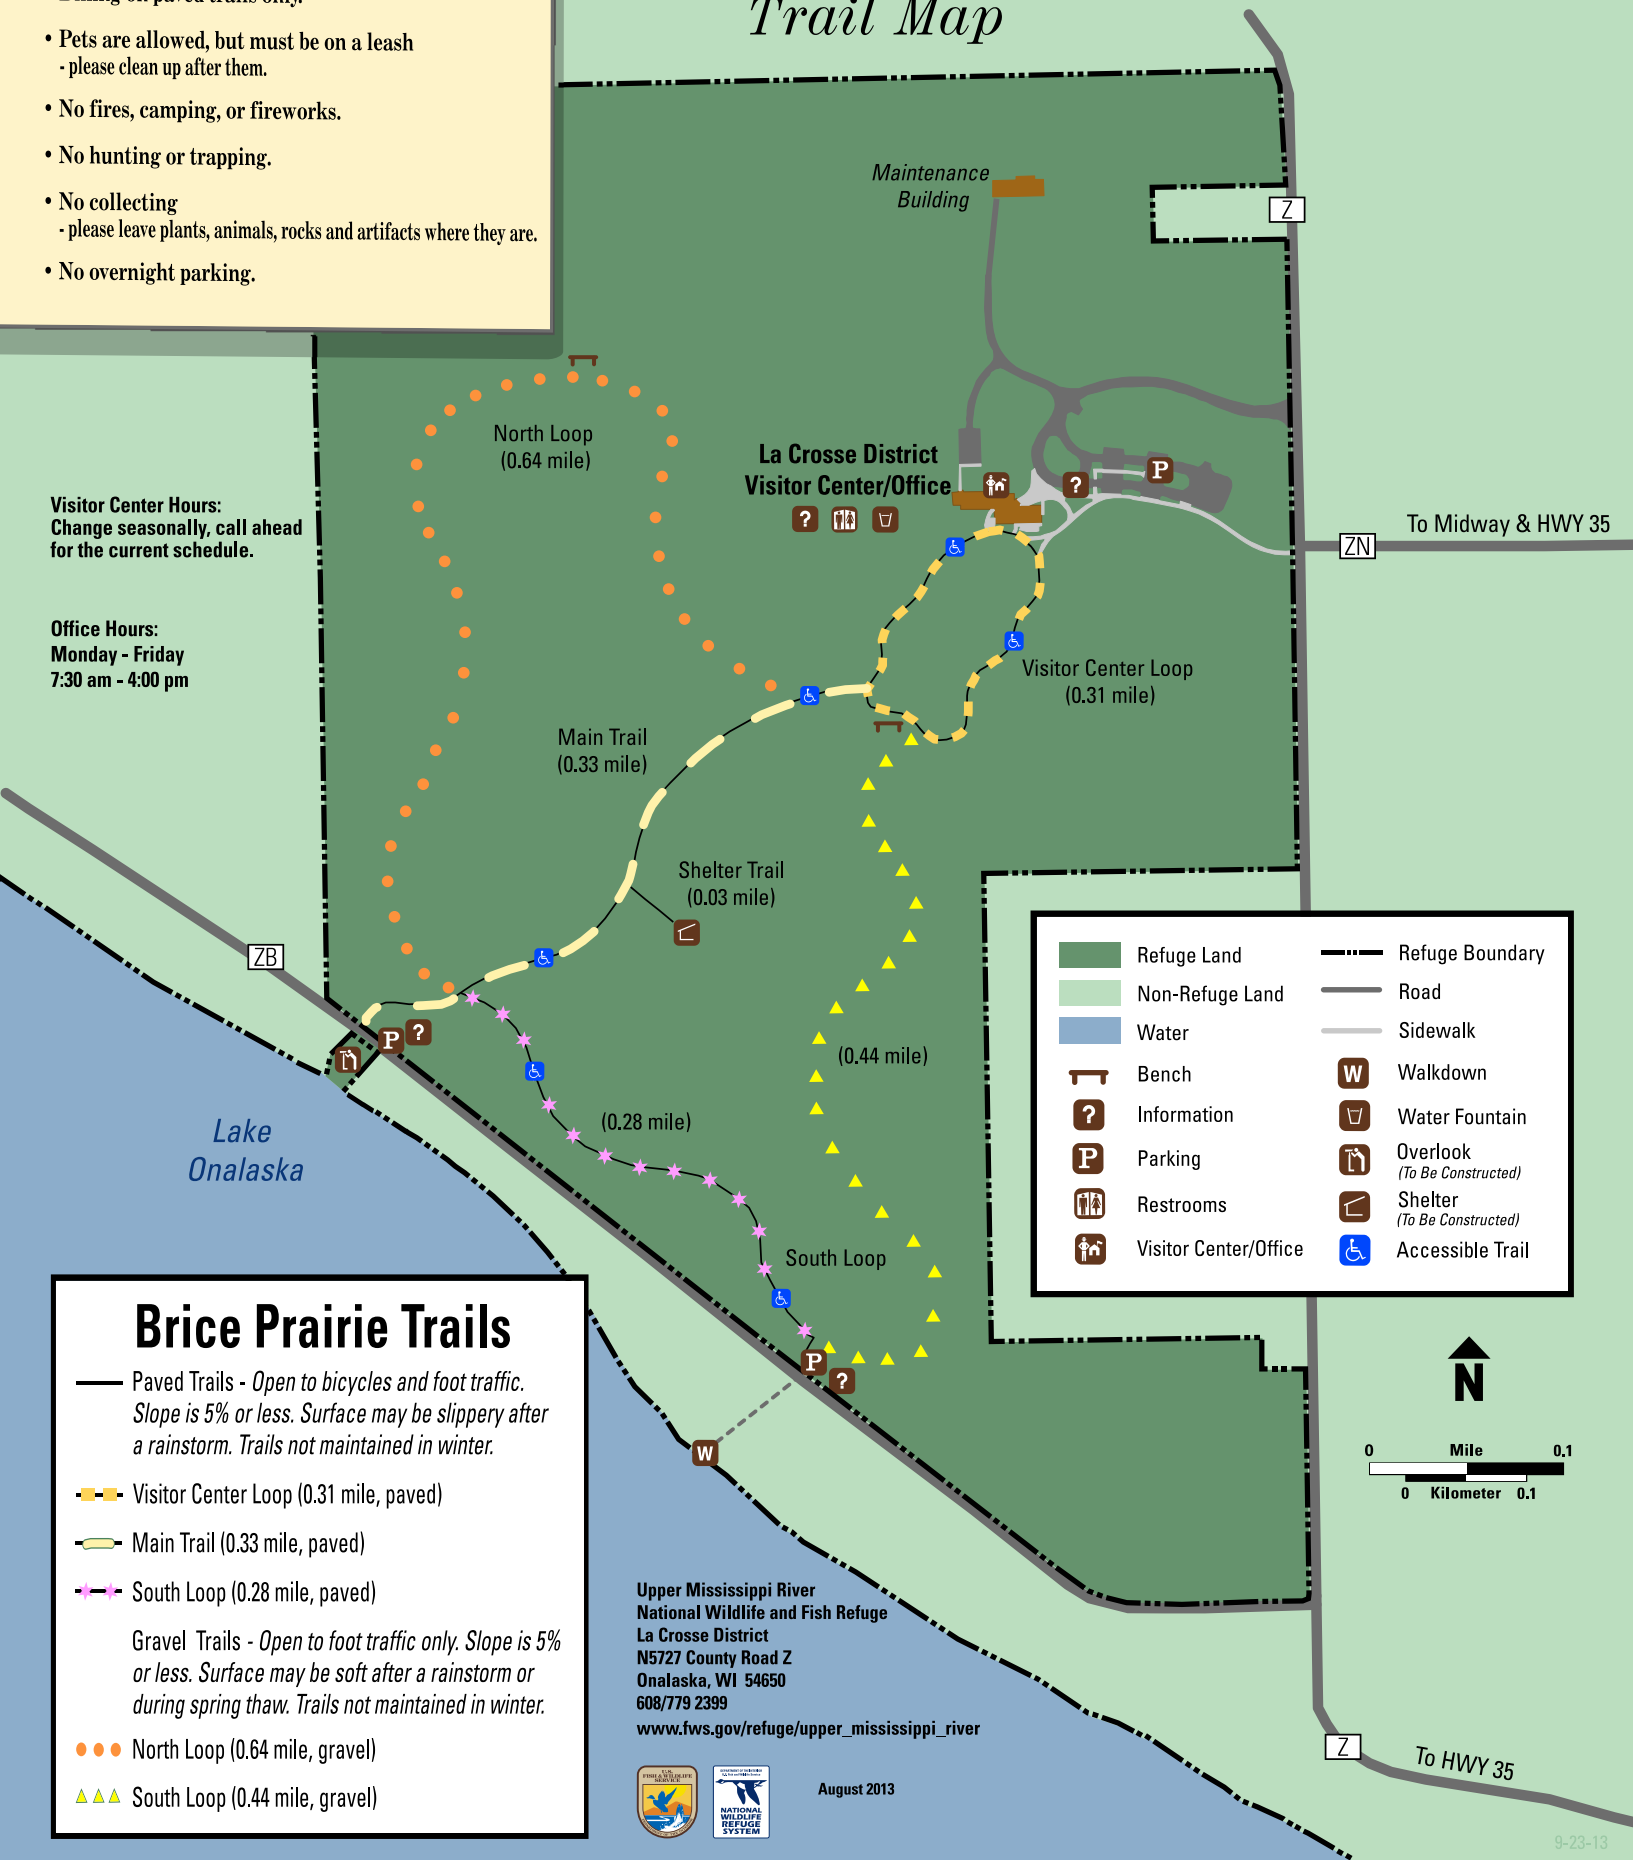 Trail Map
• Pets are allowed, but must be on a leash
- please clean up after them.
• No fires, camping, or fireworks.
• No hunting or trapping.
• No collecting
- please leave plants, animals, rocks and artifacts where they are.
• No overnight parking.
Maintenance
Building
Z
North Loop
(0.64 mile)
La Crosse District
Visitor Center/Office
?
P
?
To Midway & HWY 35
ZN
Visitor Center Hours:
Change seasonally, call ahead
for the current schedule.
Office Hours:
Monday - Friday
7:30 am - 4:00 pm
Visitor Center Loop
(0.31 mile)
Main Trail
(0.33 mile)
Shelter Trail
(0.03 mile)
ZB
P
?
(0.44 mile)
(0.28 mile)
Lake
Onalaska
South Loop
P
?
W
Refuge Land
Non-Refuge Land
Water
Bench
? Information
P Parking
Restrooms
Visitor Center/Office
Refuge Boundary
Road
Sidewalk
W Walkdown
Water Fountain
Overlook
(To Be Constructed)
Shelter
(To Be Constructed)
Accessible Trail
N
0 Mile 0.1
0 Kilometer 0.1
Brice Prairie Trails
Paved Trails - Open to bicycles and foot traffic.
Slope is 5% or less. Surface may be slippery after
a rainstorm. Trails not maintained in winter.
Visitor Center Loop (0.31 mile, paved)
Main Trail (0.33 mile, paved)
South Loop (0.28 mile, paved)
Gravel Trails - Open to foot traffic only. Slope is 5%
or less. Surface may be soft after a rainstorm or
during spring thaw. Trails not maintained in winter.
North Loop (0.64 mile, gravel)
South Loop (0.44 mile, gravel)
Upper Mississippi River
National Wildlife and Fish Refuge
La Crosse District
N5727 County Road Z
Onalaska, WI 54650
608/779 2399
www.fws.gov/refuge/upper_mississippi_river
U.S.
FISH & WILDLIFE
SERVICE
NATIONAL
WILDLIFE
REFUGE
SYSTEM
August 2013
Z
To HWY 35
9-23-13